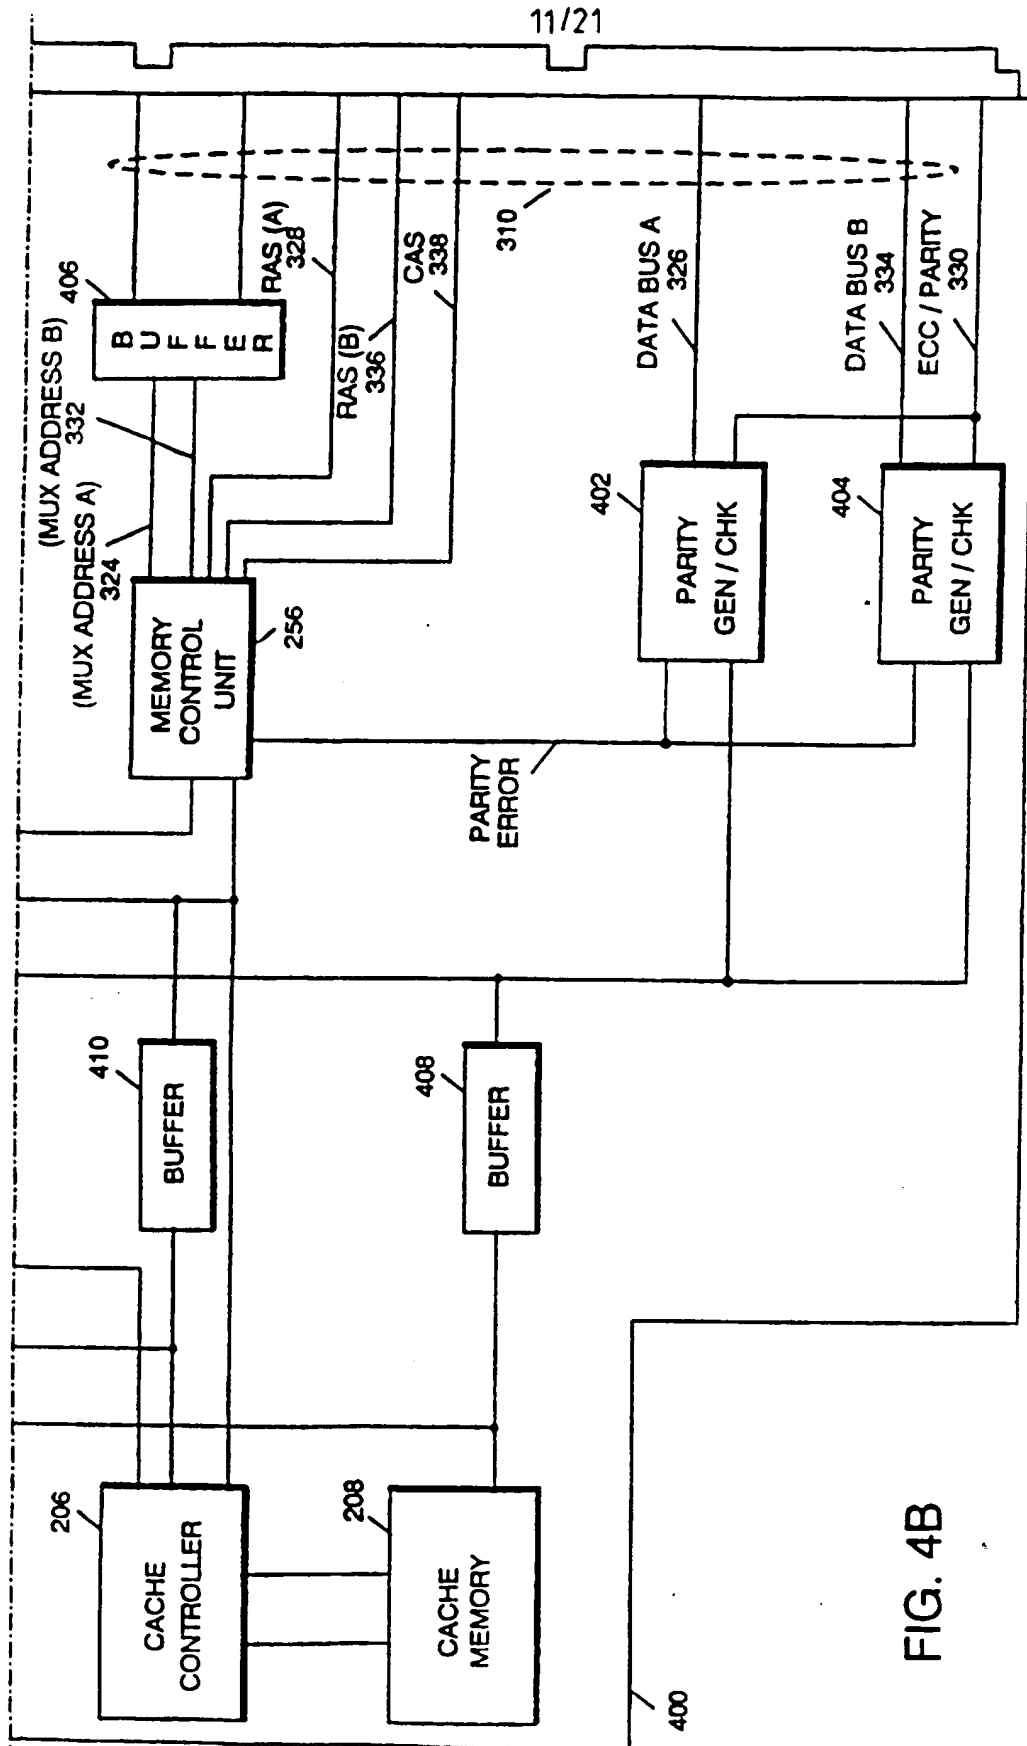 11/21
(MUX ADDRESS B)
332
(MUX ADDRESS A)
324
406
BUFFER
RAS (A)
328
RAS (B)
336
CAS
338
310
DATA BUS A
326
DATA BUS B
334
ECC / PARITY
330
MEMORY
CONTROL
UNIT
256
402
PARITY
GEN / CHK
404
PARITY
GEN / CHK
PARITY
ERROR
410
BUFFER
408
BUFFER
206
CACHE
CONTROLLER
208
CACHE
MEMORY
400
FIG. 4B